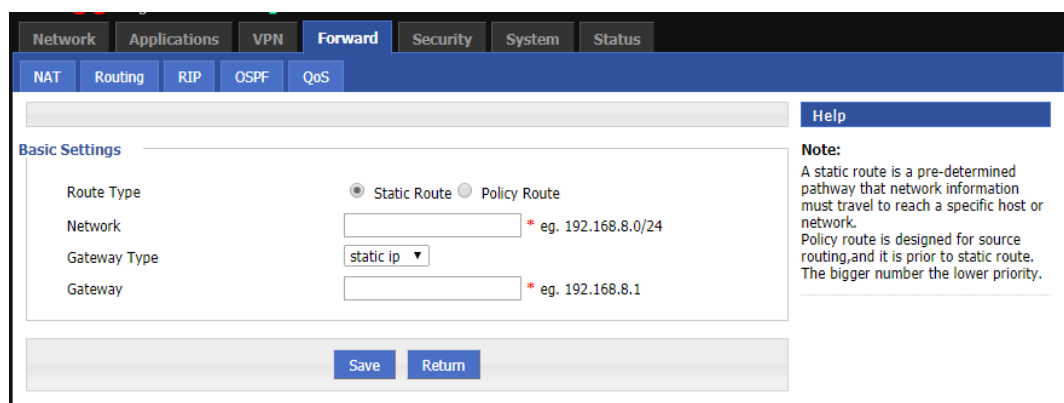 Network Applications VPN Forward Security System Status
NAT Routing RIP OSPF QoS
Basic Settings
Route Type Static Route Policy Route
Network * eg. 192.168.8.0/24
Gateway Type static ip ▼
Gateway * eg. 192.168.8.1
Save Return
Help
Note:
A static route is a pre-determined
pathway that network information
must travel to reach a specific host or
network.
Policy route is designed for source
routing,and it is prior to static route.
The bigger number the lower priority.